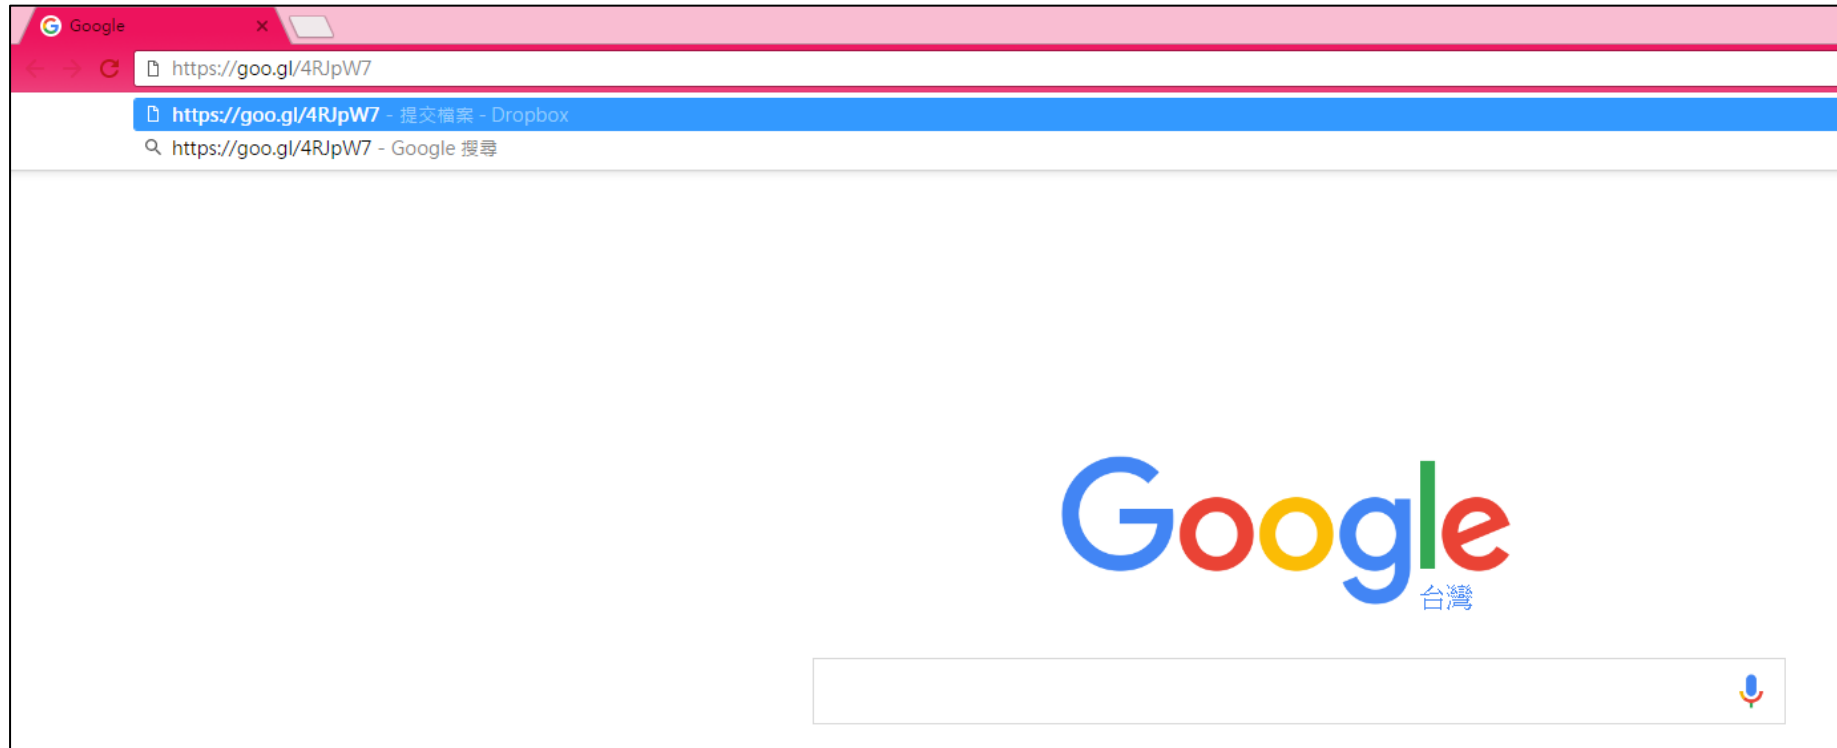 Google
https://goo.gl/4RJpW7
https://goo.gl/4RJpW7 - 提交檔案 - Dropbox
https://goo.gl/4RJpW7 - Google 搜尋
Google
台灣